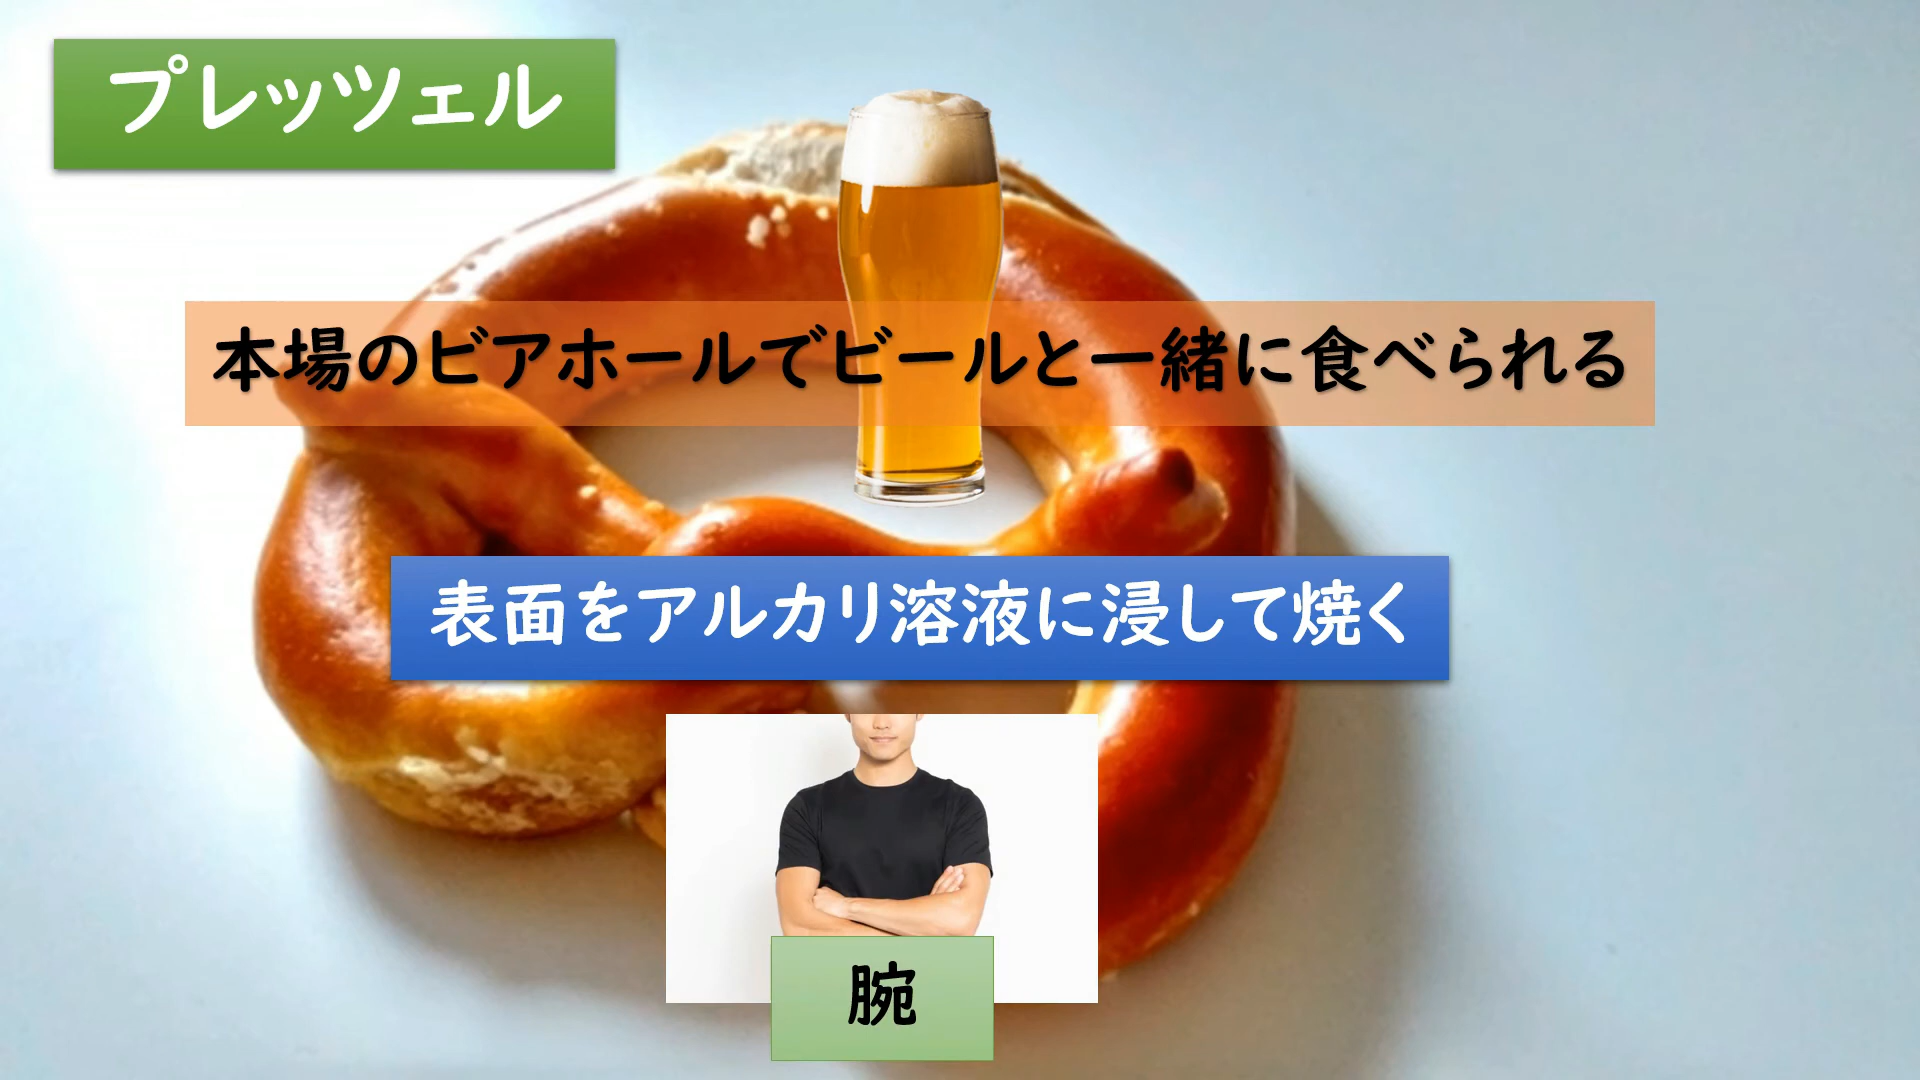 プレッツェル
本場のビアホールでビールと一緒に食べられる
表面をアルカリ溶液に浸して焼く
腕